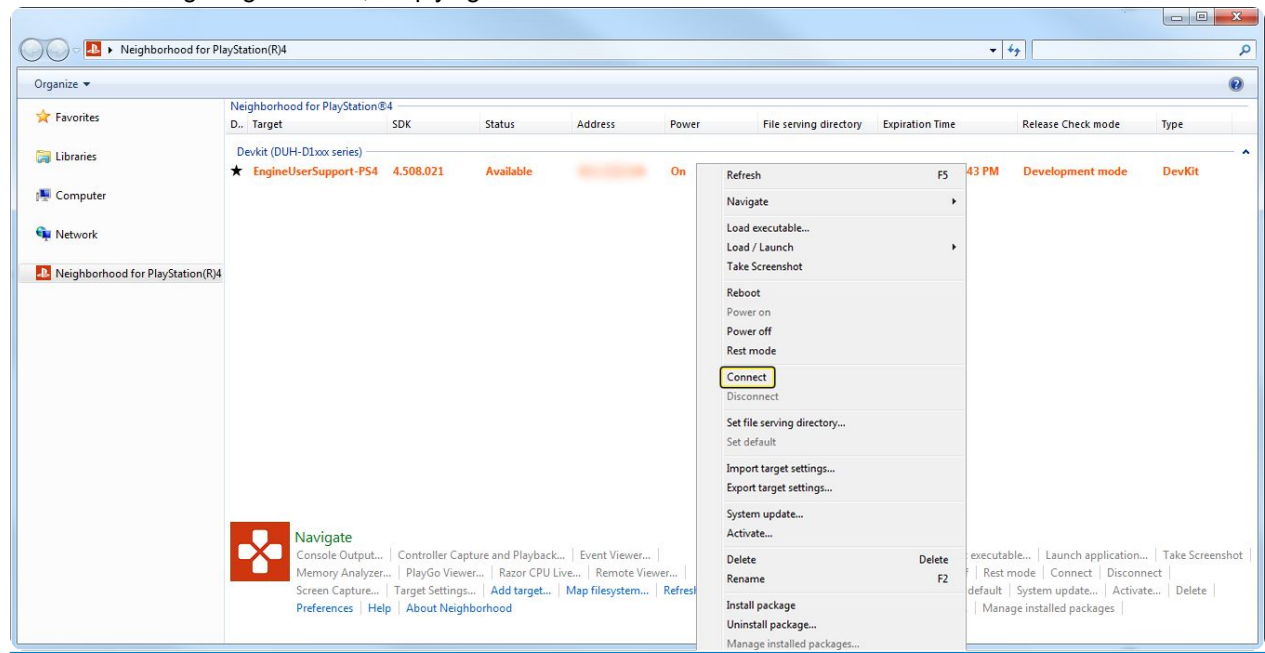 Neighborhood for PlayStation(R)4
Organize
Favorites
Libraries
Computer
Network
Neighborhood for PlayStation(R)4
Neighborhood for PlayStation®4
D.. Target SDK Status Address Power File serving directory Expiration Time Release Check mode Type
Devkit (DUH-D1xxx series)
EngineUserSupport-PS4 4.508.021 Available On 43 PM Development mode DevKit
Refresh F5
Navigate
Load executable...
Load / Launch
Take Screenshot
Reboot
Power on
Power off
Rest mode
Connect
Disconnect
Set file serving directory...
Set default
Import target settings...
Export target settings...
System update...
Activate...
Delete Delete
Rename F2
Install package
Uninstall package...
Manage installed packages...
Navigate
Console Output... | Controller Capture and Playback... | Event Viewer... |
Memory Analyzer... | PlayGo Viewer... | Razor CPU Live... | Remote Viewer... |
Screen Capture... | Target Settings... | Add target... | Map filesystem... | Refresh
Preferences | Help | About Neighborhood
executable... | Launch application... | Take Screenshot
| Rest mode | Connect | Disconnect |
default | System update... | Activate... | Delete |
| Manage installed packages |